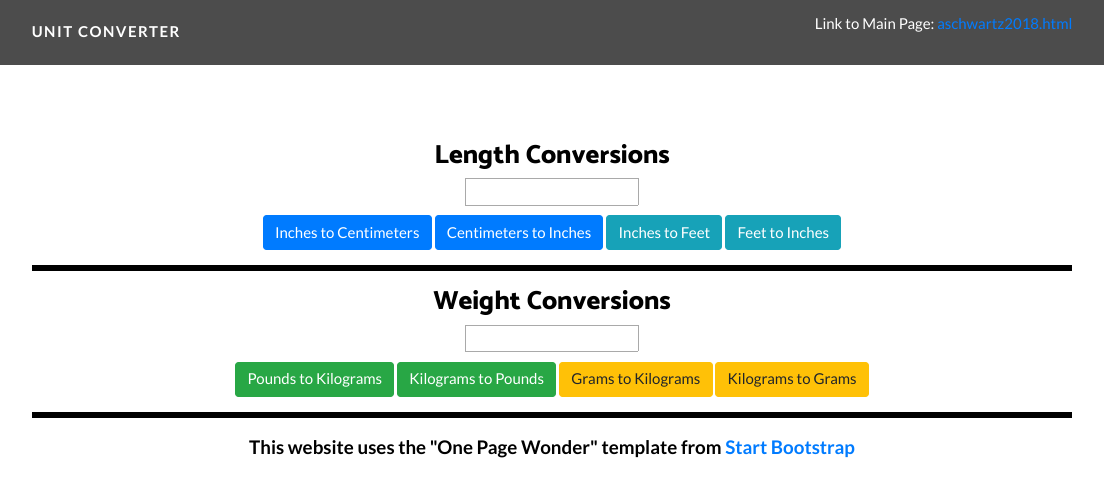 UNIT CONVERTER
Link to Main Page: aschwartz2018.html
Length Conversions
Inches to Centimeters Centimeters to Inches Inches to Feet Feet to Inches
Weight Conversions
Pounds to Kilograms Kilograms to Pounds Grams to Kilograms Kilograms to Grams
This website uses the "One Page Wonder" template from Start Bootstrap